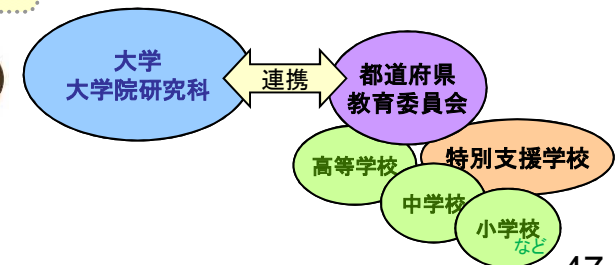 大学
大学院研究科
連携
都道府県
教育委員会
高等学校
特別支援学校
中学校
小学校
など